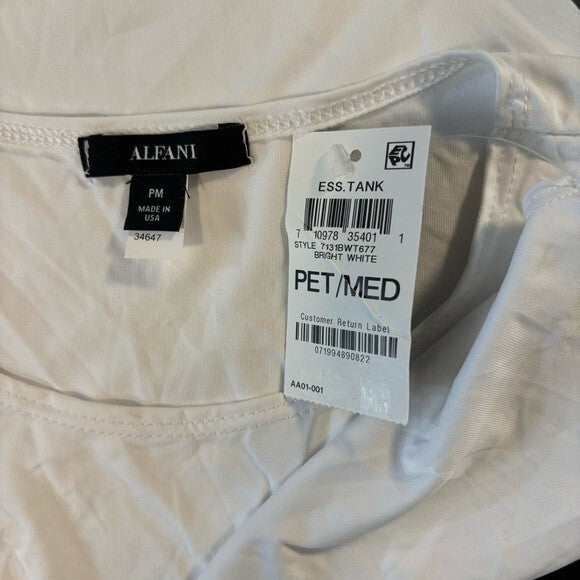 ALFANI
PM
MADE IN
USA
34647
EPC
ESS.TANK
7 10978 35401 1
STYLE 7131BWT677
BRIGHT WHITE
PET/MED
Customer Return Label
071994890822
AA01-001